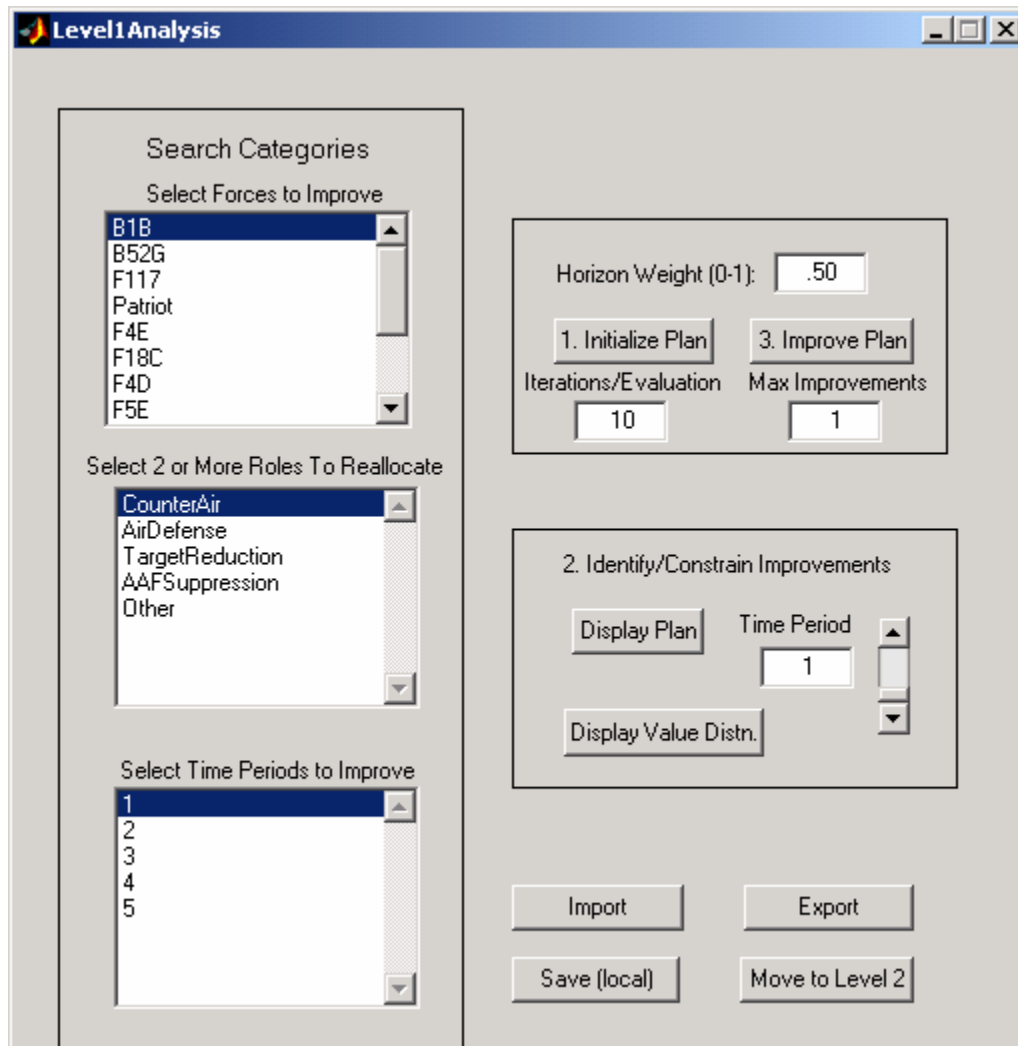 Level1Analysis
Search Categories
Select Forces to Improve
B1B
B52G
F117
Patriot
F4E
F18C
F4D
F5E
Select 2 or More Roles To Reallocate
CounterAir
AirDefense
TargetReduction
AAFSuppression
Other
Select Time Periods to Improve
1
2
3
4
5
Horizon Weight (0-1): .50
1. Initialize Plan 3. Improve Plan
Iterations/Evaluation Max Improvements
10 1
2. Identify/Constrain Improvements
Display Plan Time Period
1
Display Value Distn.
Import Export
Save (local) Move to Level 2